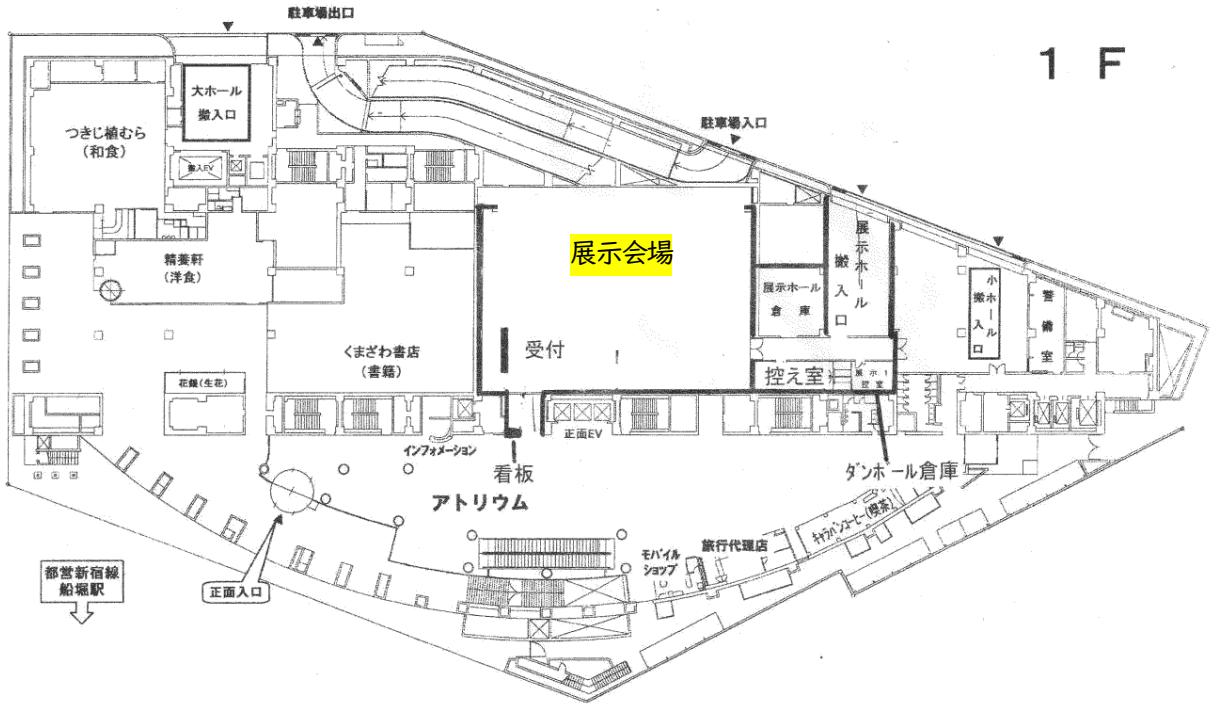 駐車場出口
1 F
大ホール
搬入口
つきじ植むら
(和食)
駐車場入口
搬入EV
展示会場
展示ホール
搬入口
精養軒
(洋食)
展示ホール
倉庫
小ホール
搬入口
警備室
受付
くまざわ書店
(書籍)
控え室
展示1
控室
花銀(生花)
正面EV
インフォメーション
看板
ダンホール倉庫
アトリウム
キャラバンコーヒー(喫茶)
旅行代理店
モバイル
ショップ
都営新宿線
船堀駅
正面入口